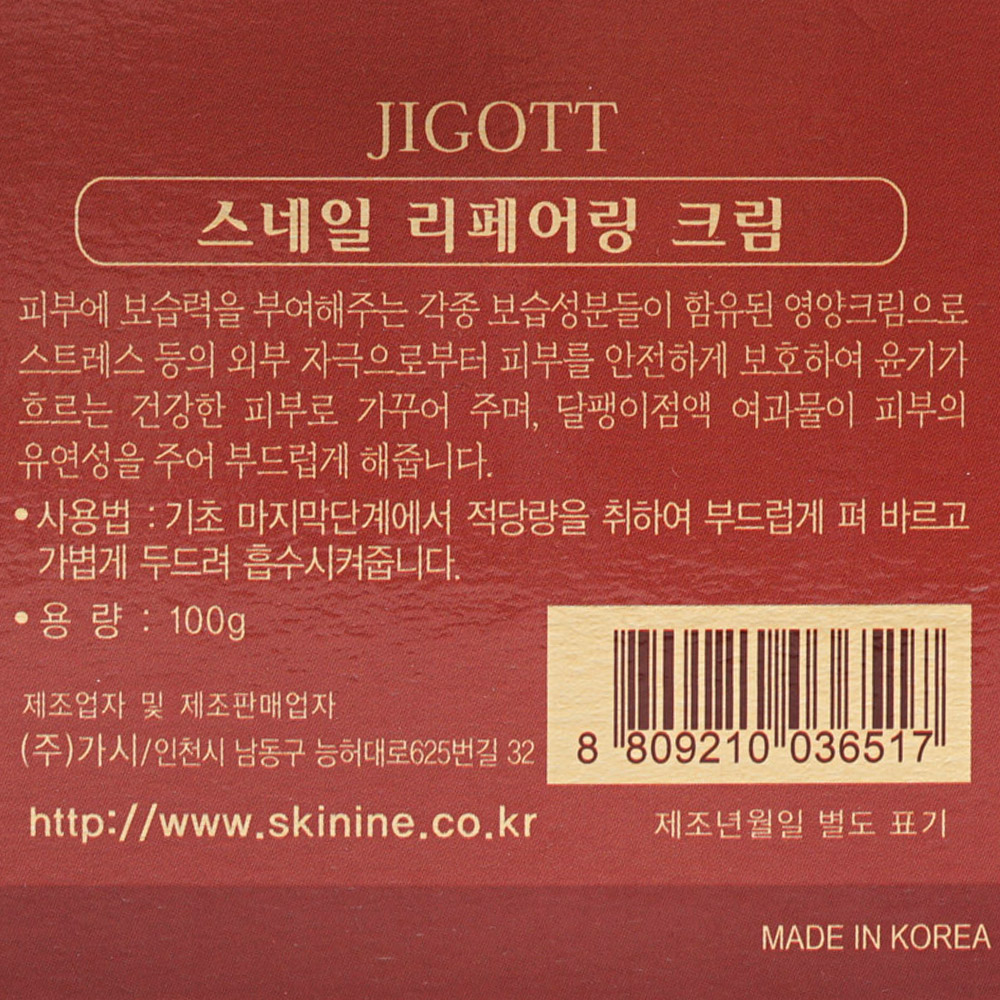 JIGOTT
스네일 리페어링 크림
피부에 보습력을 부여해주는 각종 보습성분들이 함유된 영양크림으로
스트레스 등의 외부 자극으로부터 피부를 안전하게 보호하여 윤기가
흐르는 건강한 피부로 가꾸어 주며, 달팽이점액 여과물이 피부의
유연성을 주어 부드럽게 해줍니다.
• 사용법 : 기초 마지막단계에서 적당량을 취하여 부드럽게 펴 바르고
가볍게 두드려 흡수시켜줍니다.
• 용 량 : 100g
제조업자 및 제조판매업자
(주)가시/인천시 남동구 능허대로625번길 32
8 809210 036517
http://www.skinine.co.kr
제조년월일 별도 표기
MADE IN KOREA